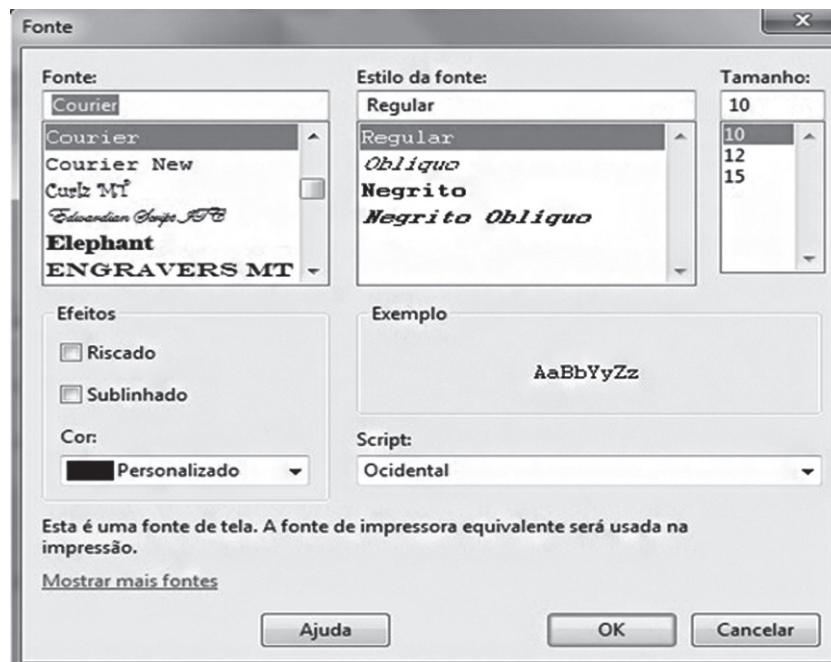 Fonte
Fonte:
Courier
Courier
Courier New
Curlz MT
Edwardian Script ITC
Elephant
ENGRAVERS MT
Estilo da fonte:
Regular
Regular
Oblíquo
Negrito
Negrito Oblíquo
Tamanho:
10
10
12
15
Efeitos
Riscado
Sublinhado
Cor:
Personalizado
Exemplo
AaBbYyZz
Script:
Ocidental
Esta é uma fonte de tela. A fonte de impressora equivalente será usada na
impressão.
Mostrar mais fontes
Ajuda
OK
Cancelar